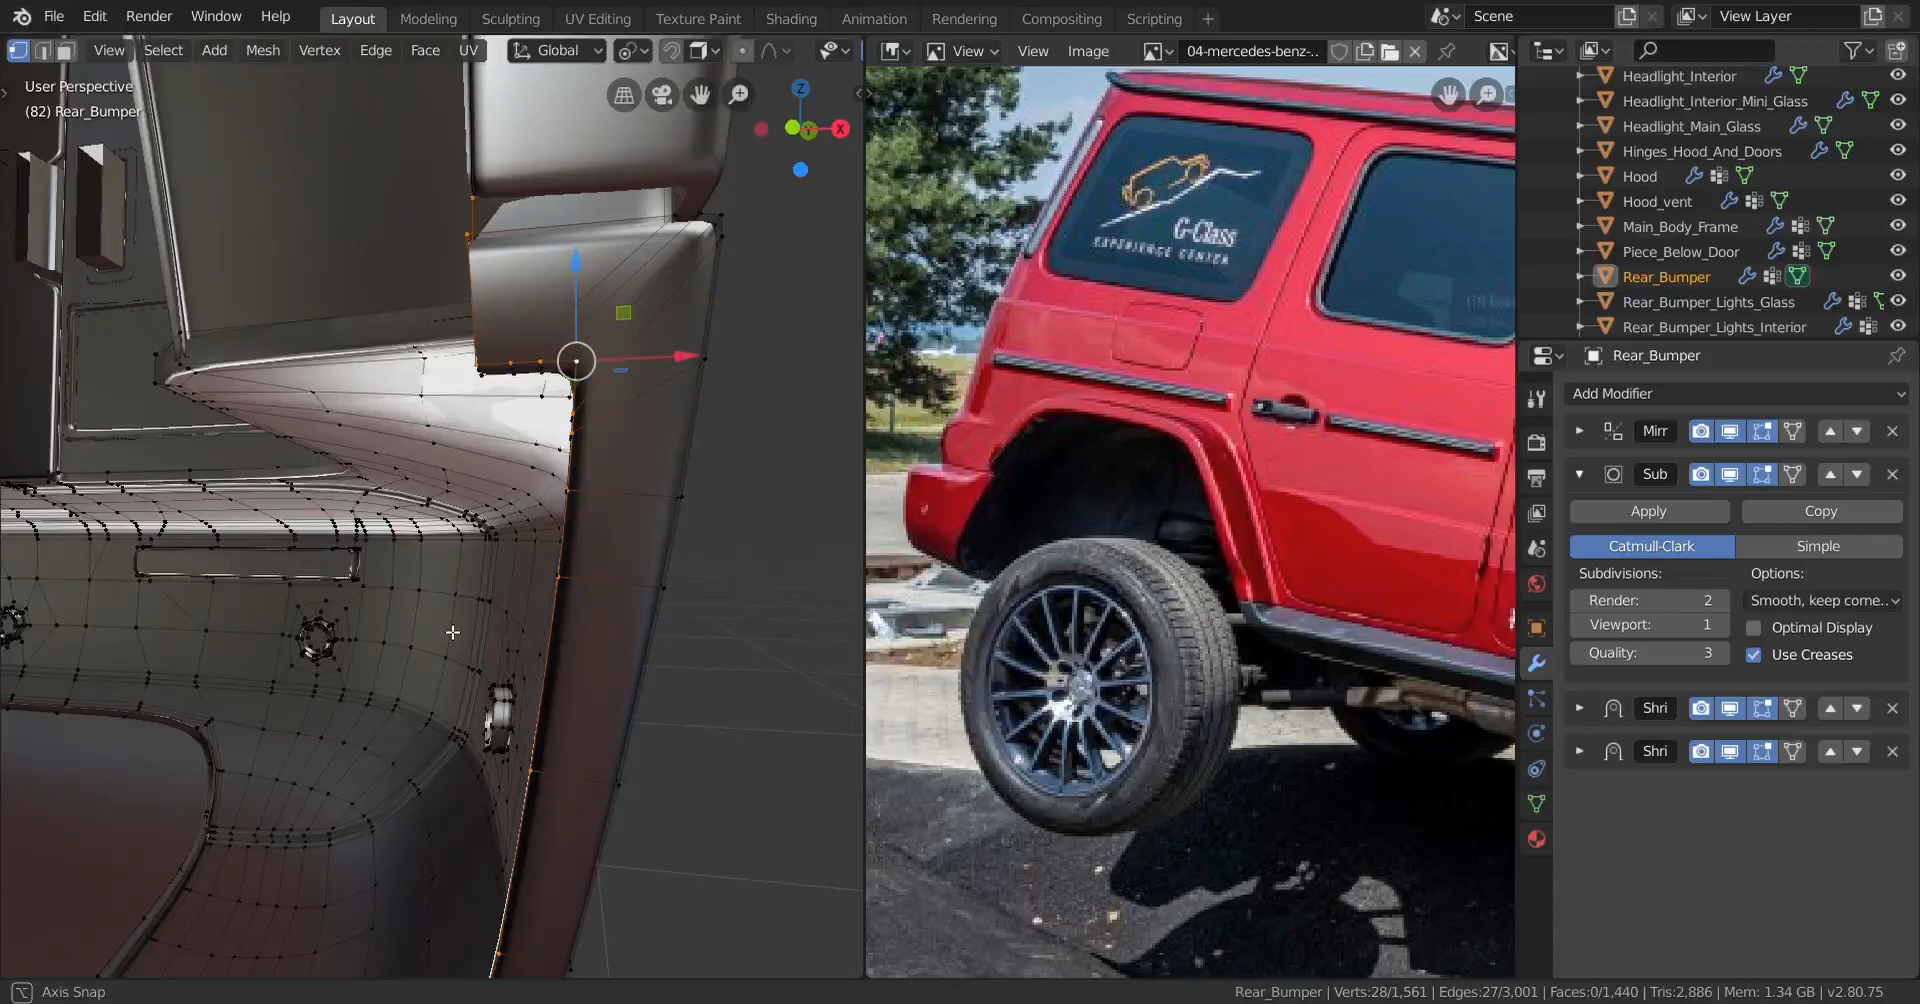 File Edit Render Window Help Layout Modeling Sculpting UV Editing Texture Paint Shading Animation Rendering Compositing Scripting + Scene View Layer
View Select Add Mesh Vertex Edge Face UV Global View View Image 04-mercedes-benz-..
User Perspective
(82) Rear_Bumper
Z
X
G-Class
EXPERIENCE CENTER
Headlight_Interior
Headlight_Interior_Mini_Glass
Headlight_Main_Glass
Hinges_Hood_And_Doors
Hood
Hood_vent
Main_Body_Frame
Piece_Below_Door
Rear_Bumper
Rear_Bumper_Lights_Glass
Rear_Bumper_Lights_Interior
Rear_Bumper
Add Modifier
Mirr
Sub
Apply Copy
Catmull-Clark Simple
Subdivisions: Options:
Render: 2 Smooth, keep corne..
Viewport: 1 Optimal Display
Quality: 3 Use Creases
Shri
Shri
Axis Snap Rear_Bumper | Verts:28/1,561 | Edges:27/3,001 | Faces:0/1,440 | Tris:2,886 | Mem: 1.34 GB | v2.80.75